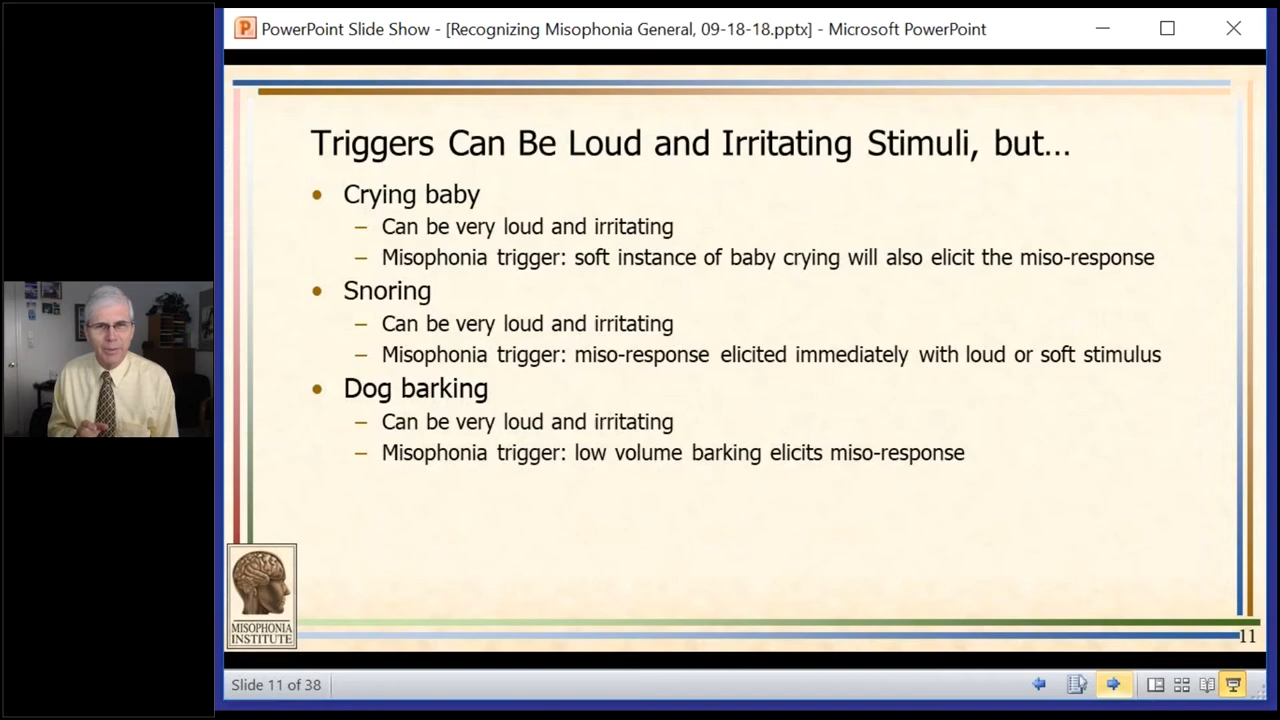 PowerPoint Slide Show - [Recognizing Misophonia General, 09-18-18.pptx] - Microsoft PowerPoint
Triggers Can Be Loud and Irritating Stimuli, but...
• Crying baby
– Can be very loud and irritating
– Misophonia trigger: soft instance of baby crying will also elicit the miso-response
• Snoring
– Can be very loud and irritating
– Misophonia trigger: miso-response elicited immediately with loud or soft stimulus
• Dog barking
– Can be very loud and irritating
– Misophonia trigger: low volume barking elicits miso-response
MISOPHONIA
INSTITUTE
11
Slide 11 of 38